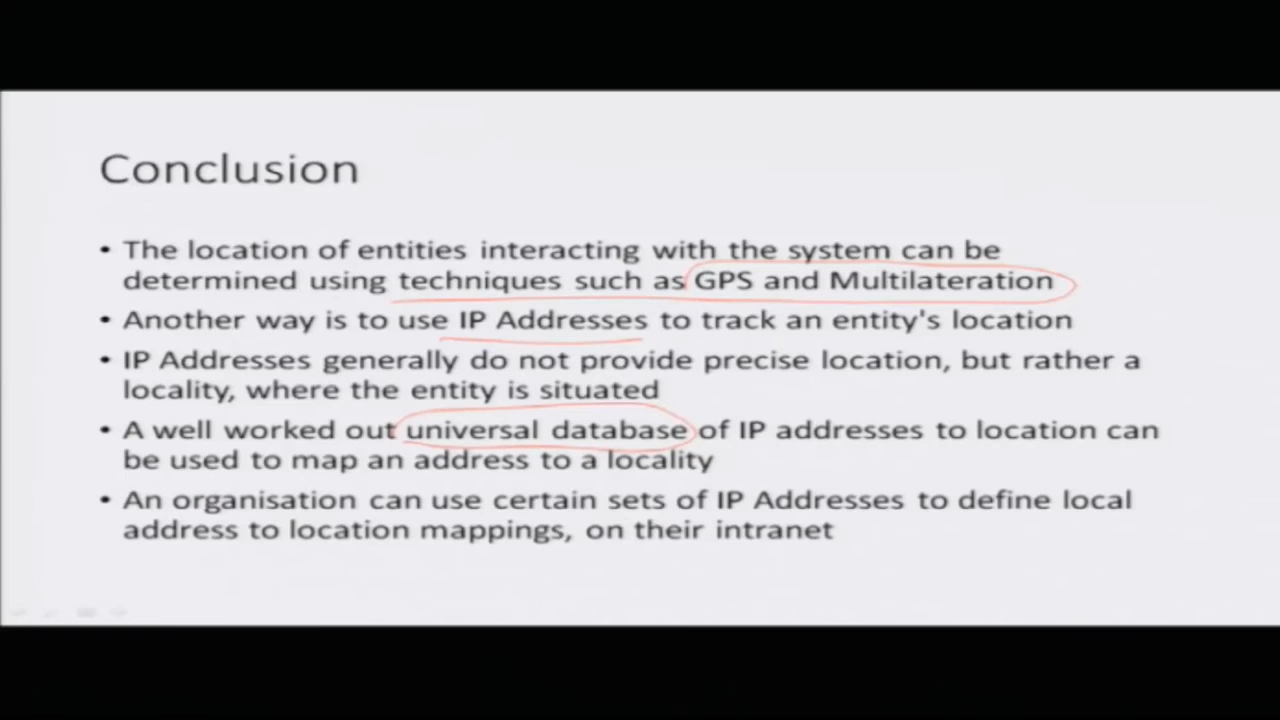 Conclusion
• The location of entities interacting with the system can be
determined using techniques such as GPS and Multilateration
• Another way is to use IP Addresses to track an entity's location
• IP Addresses generally do not provide precise location, but rather a
locality, where the entity is situated
• A well worked out universal database of IP addresses to location can
be used to map an address to a locality
• An organisation can use certain sets of IP Addresses to define local
address to location mappings, on their intranet